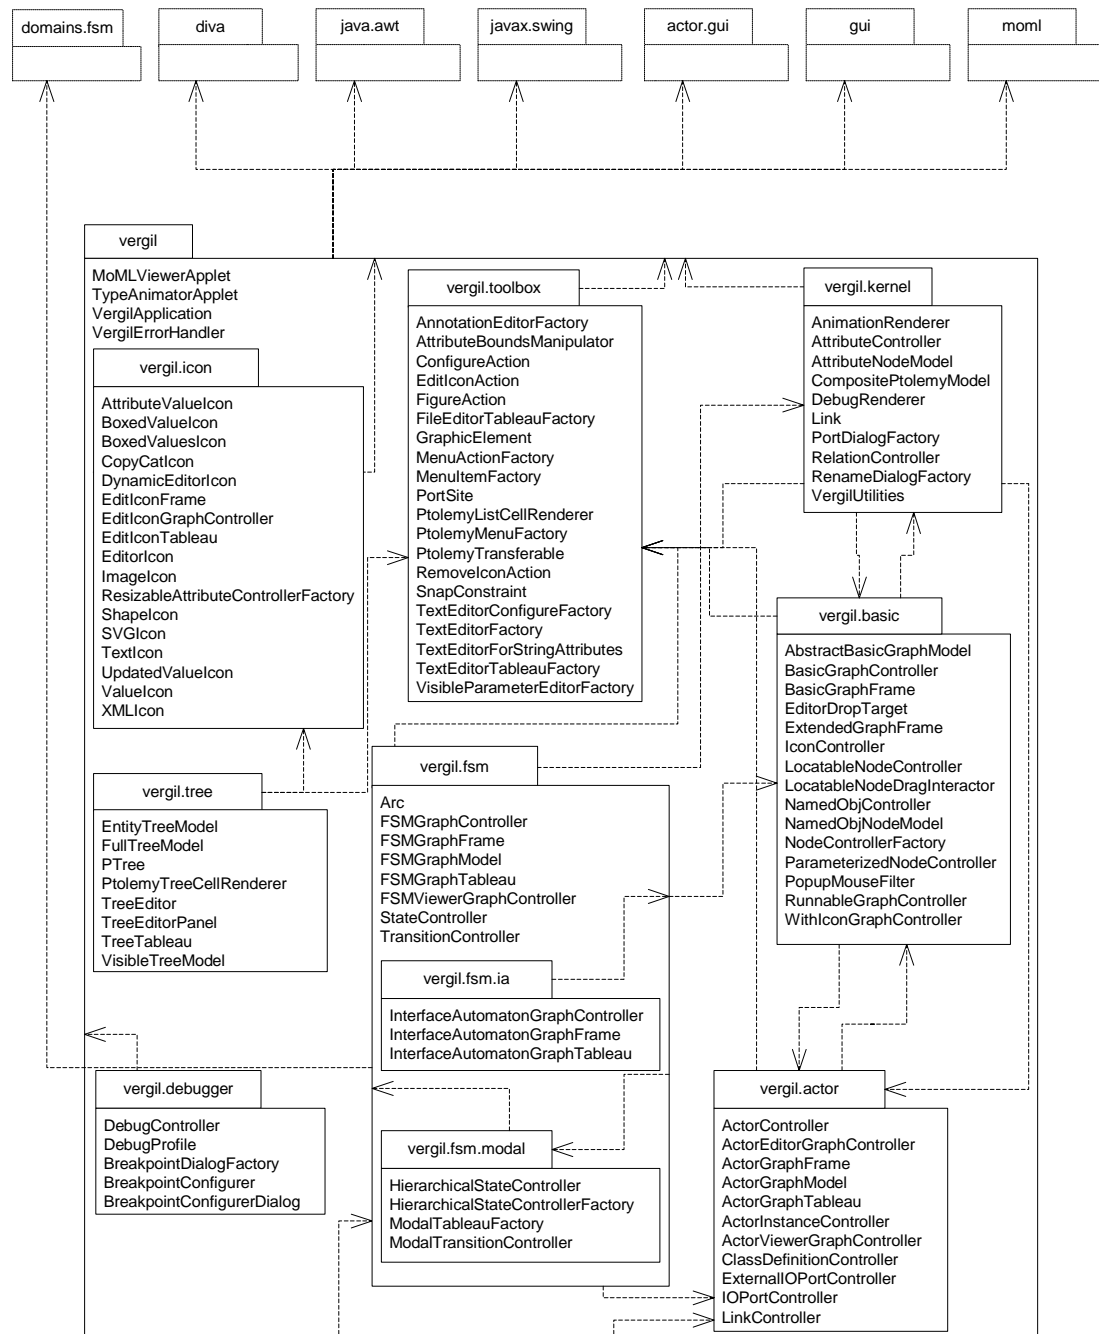 domains.fsm
diva
java.awt
javax.swing
actor.gui
gui
moml
vergil
MoMLViewerApplet
TypeAnimatorApplet
VergilApplication
VergilErrorHandler
vergil.icon
AttributeValueIcon
BoxedValueIcon
BoxedValuesIcon
CopyCatIcon
DynamicEditorIcon
EditIconFrame
EditIconGraphController
EditIconTableau
EditorIcon
ImageIcon
ResizableAttributeControllerFactory
ShapeIcon
SVGIcon
TextIcon
UpdatedValueIcon
ValueIcon
XMLIcon
vergil.toolbox
AnnotationEditorFactory
AttributeBoundsManipulator
ConfigureAction
EditIconAction
FigureAction
FileEditorTableauFactory
GraphicElement
MenuActionFactory
MenuItemFactory
PortSite
PtolemyListCellRenderer
PtolemyMenuFactory
PtolemyTransferable
RemoveIconAction
SnapConstraint
TextEditorConfigureFactory
TextEditorFactory
TextEditorForStringAttributes
TextEditorTableauFactory
VisibleParameterEditorFactory
vergil.kernel
AnimationRenderer
AttributeController
AttributeNodeModel
CompositePtolemyModel
DebugRenderer
Link
PortDialogFactory
RelationController
RenameDialogFactory
VergilUtilities
vergil.basic
AbstractBasicGraphModel
BasicGraphController
BasicGraphFrame
EditorDropTarget
ExtendedGraphFrame
IconController
LocatableNodeController
LocatableNodeDragInteractor
NamedObjController
NamedObjNodeModel
NodeControllerFactory
ParameterizedNodeController
PopupMouseFilter
RunnableGraphController
WithIconGraphController
vergil.tree
EntityTreeModel
FullTreeModel
PTree
PtolemyTreeCellRenderer
TreeEditor
TreeEditorPanel
TreeTableau
VisibleTreeModel
vergil.fsm
Arc
FSMGraphController
FSMGraphFrame
FSMGraphModel
FSMGraphTableau
FSMViewerGraphController
StateController
TransitionController
vergil.fsm.ia
InterfaceAutomatonGraphController
InterfaceAutomatonGraphFrame
InterfaceAutomatonGraphTableau
vergil.debugger
DebugController
DebugProfile
BreakpointDialogFactory
BreakpointConfigurer
BreakpointConfigurerDialog
vergil.fsm.modal
HierarchicalStateController
HierarchicalStateControllerFactory
ModalTableauFactory
ModalTransitionController
vergil.actor
ActorController
ActorEditorGraphController
ActorGraphFrame
ActorGraphModel
ActorGraphTableau
ActorInstanceController
ActorViewerGraphController
ClassDefinitionController
ExternalIOPortController
IOPortController
LinkController